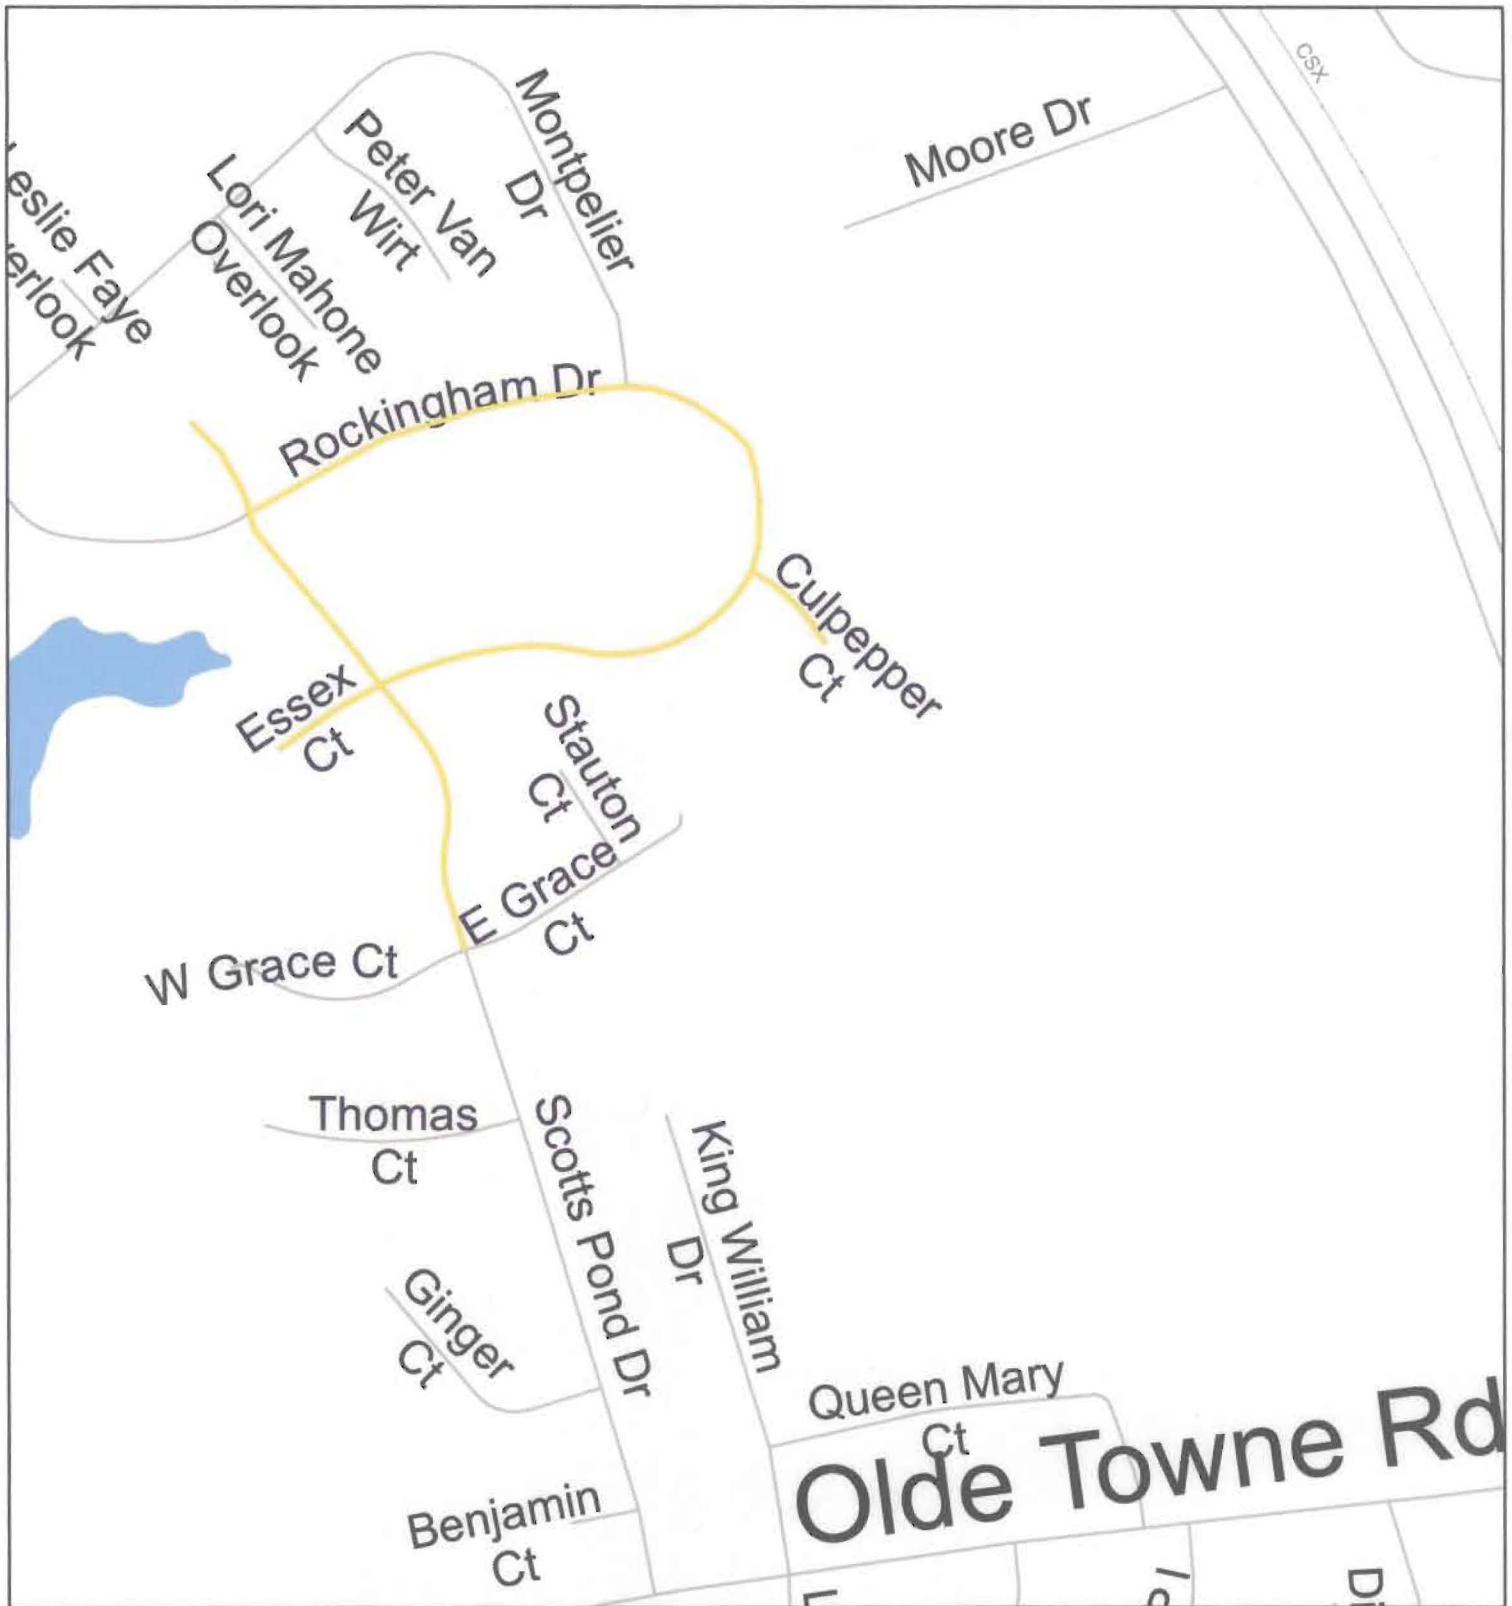 CSX
Montpelier
Dr
Moore Dr
Peter Van
Wirt
Lori Mahone
Overlook
Leslie Faye
verlook
Rockingham Dr
Culpepper
Ct
Essex
Ct
Stauton
Ct
E Grace
Ct
W Grace Ct
Thomas
Ct
Scotts Pond Dr
King William
Dr
Ginger
Ct
Queen Mary
Ct
Olde Towne Rd
Benjamin
Ct